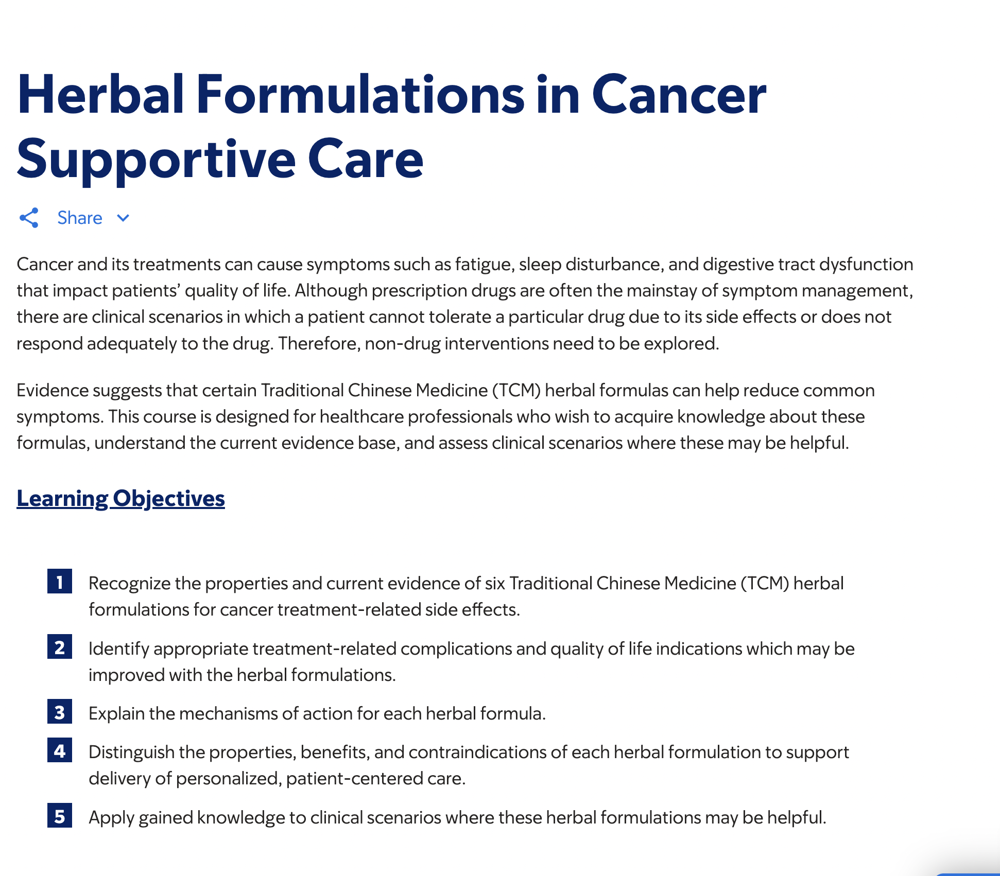 Herbal Formulations in Cancer
Supportive Care
Share
Cancer and its treatments can cause symptoms such as fatigue, sleep disturbance, and digestive tract dysfunction
that impact patients’ quality of life. Although prescription drugs are often the mainstay of symptom management,
there are clinical scenarios in which a patient cannot tolerate a particular drug due to its side effects or does not
respond adequately to the drug. Therefore, non-drug interventions need to be explored.
Evidence suggests that certain Traditional Chinese Medicine (TCM) herbal formulas can help reduce common
symptoms. This course is designed for healthcare professionals who wish to acquire knowledge about these
formulas, understand the current evidence base, and assess clinical scenarios where these may be helpful.
Learning Objectives
1 Recognize the properties and current evidence of six Traditional Chinese Medicine (TCM) herbal
formulations for cancer treatment-related side effects.
2 Identify appropriate treatment-related complications and quality of life indications which may be
improved with the herbal formulations.
3 Explain the mechanisms of action for each herbal formula.
4 Distinguish the properties, benefits, and contraindications of each herbal formulation to support
delivery of personalized, patient-centered care.
5 Apply gained knowledge to clinical scenarios where these herbal formulations may be helpful.